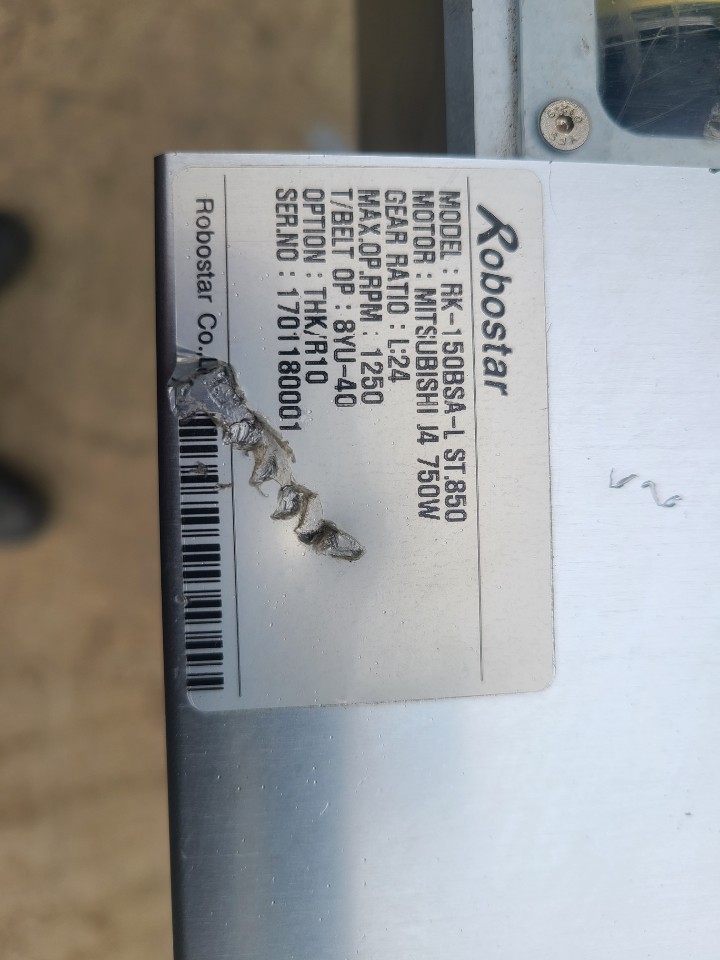 Robostar
MODEL : RK-150BSA-L ST.850
MOTOR : MITSUBISHI J4 750W
GEAR RATIO : L:24
MAX.OP.RPM : 1250
T/BELT OP : 8YU-40
OPTION : THK/R10
SER.NO : 1701180001
Robostar Co.,